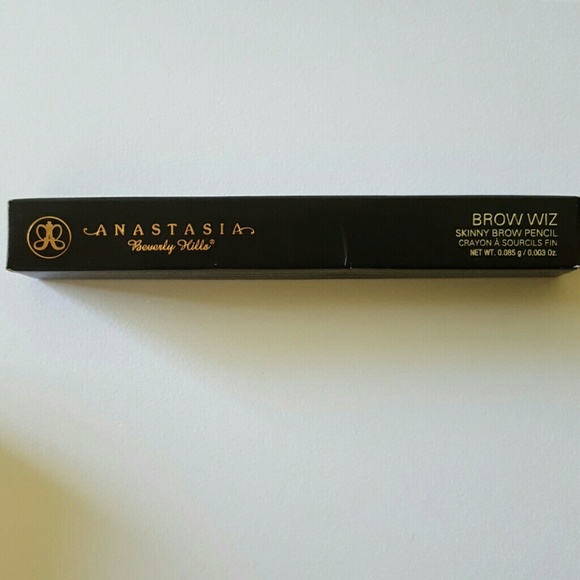 ANASTASIA
Beverly Hills®
BROW WIZ
SKINNY BROW PENCIL
CRAYON À SOURCILS FIN
NET WT. 0.085 g / 0.003 Oz.